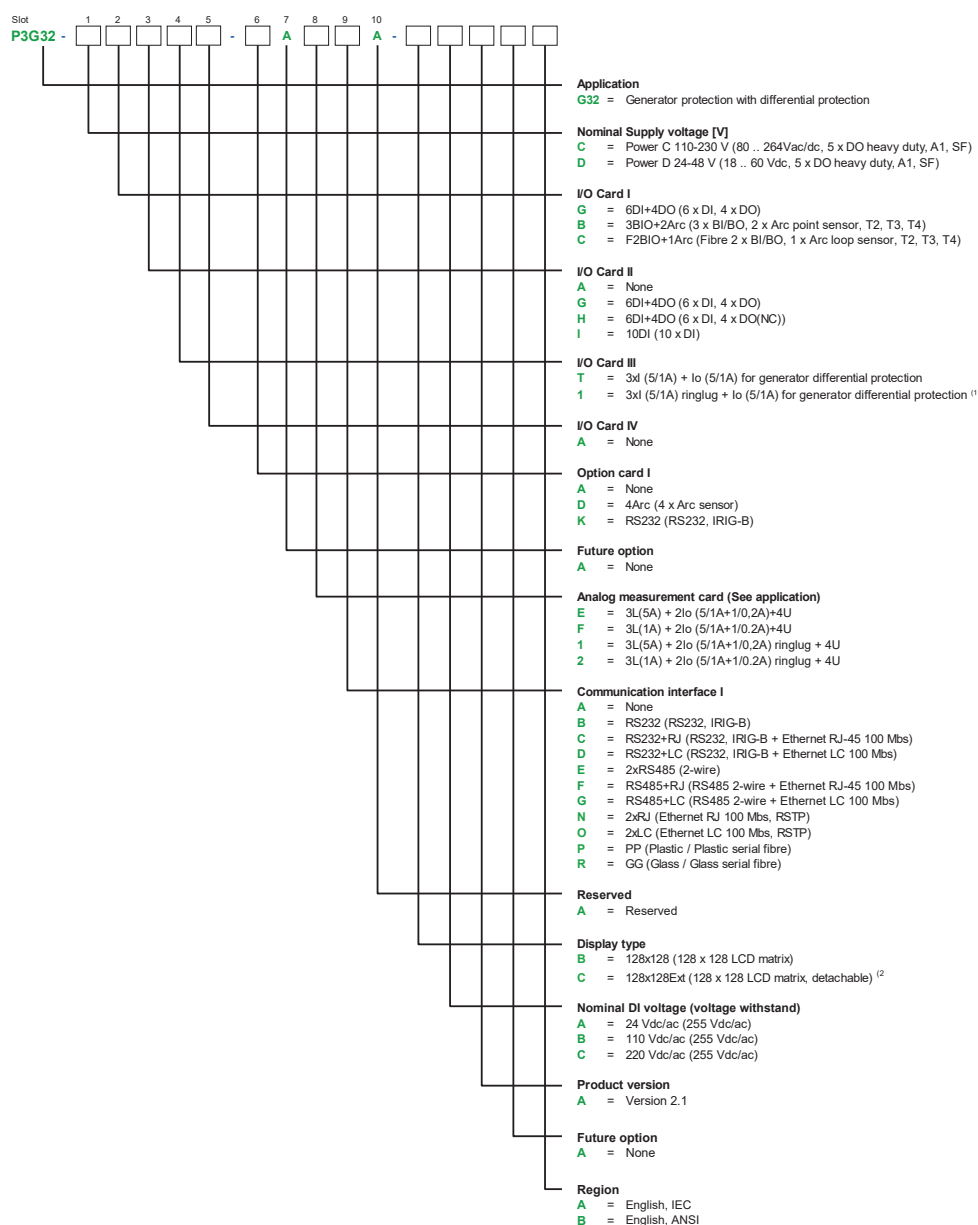 Slot 1 2 3 4 5 6 7 8 9 10
P3G32 - - A A -
Application
G32 = Generator protection with differential protection
Nominal Supply voltage [V]
C = Power C 110-230 V (80 .. 264Vac/dc, 5 x DO heavy duty, A1, SF)
D = Power D 24-48 V (18 .. 60 Vdc, 5 x DO heavy duty, A1, SF)
I/O Card I
G = 6DI+4DO (6 x DI, 4 x DO)
B = 3BIO+2Arc (3 x BI/BO, 2 x Arc point sensor, T2, T3, T4)
C = F2BIO+1Arc (Fibre 2 x BI/BO, 1 x Arc loop sensor, T2, T3, T4)
I/O Card II
A = None
G = 6DI+4DO (6 x DI, 4 x DO)
H = 6DI+4DO (6 x DI, 4 x DO(NC))
I = 10DI (10 x DI)
I/O Card III
T = 3xI (5/1A) + Io (5/1A) for generator differential protection
1 = 3xI (5/1A) ringlug + Io (5/1A) for generator differential protection (1
I/O Card IV
A = None
Option card I
A = None
D = 4Arc (4 x Arc sensor)
K = RS232 (RS232, IRIG-B)
Future option
A = None
Analog measurement card (See application)
E = 3L(5A) + 2Io (5/1A+1/0,2A)+4U
F = 3L(1A) + 2Io (5/1A+1/0.2A)+4U
1 = 3L(5A) + 2Io (5/1A+1/0,2A) ringlug + 4U
2 = 3L(1A) + 2Io (5/1A+1/0.2A) ringlug + 4U
Communication interface I
A = None
B = RS232 (RS232, IRIG-B)
C = RS232+RJ (RS232, IRIG-B + Ethernet RJ-45 100 Mbs)
D = RS232+LC (RS232, IRIG-B + Ethernet LC 100 Mbs)
E = 2xRS485 (2-wire)
F = RS485+RJ (RS485 2-wire + Ethernet RJ-45 100 Mbs)
G = RS485+LC (RS485 2-wire + Ethernet LC 100 Mbs)
N = 2xRJ (Ethernet RJ 100 Mbs, RSTP)
O = 2xLC (Ethernet LC 100 Mbs, RSTP)
P = PP (Plastic / Plastic serial fibre)
R = GG (Glass / Glass serial fibre)
Reserved
A = Reserved
Display type
B = 128x128 (128 x 128 LCD matrix)
C = 128x128Ext (128 x 128 LCD matrix, detachable) (2
Nominal DI voltage (voltage withstand)
A = 24 Vdc/ac (255 Vdc/ac)
B = 110 Vdc/ac (255 Vdc/ac)
C = 220 Vdc/ac (255 Vdc/ac)
Product version
A = Version 2.1
Future option
A = None
Region
A = English, IEC
B = English, ANSI